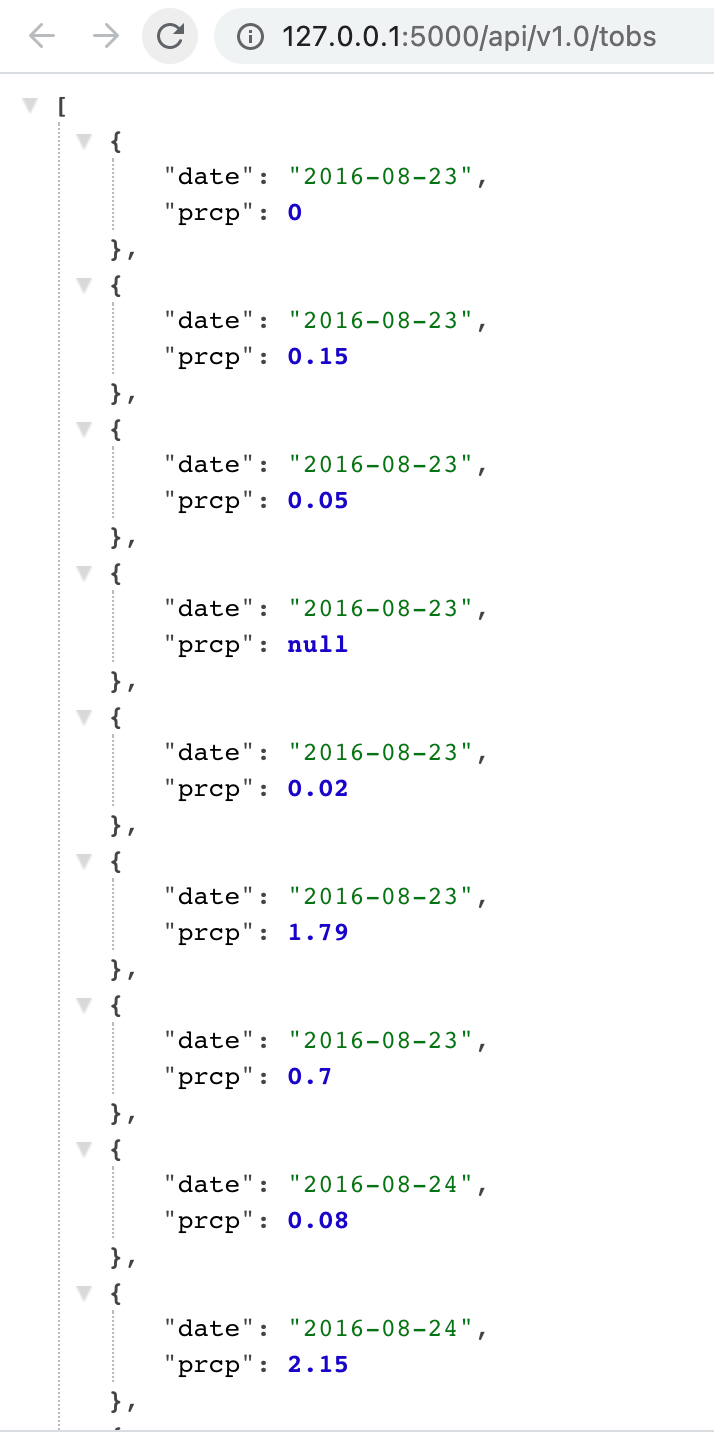 127.0.0.1:5000/api/v1.0/tobs
[
{
"date": "2016-08-23",
"prcp": 0
},
{
"date": "2016-08-23",
"prcp": 0.15
},
{
"date": "2016-08-23",
"prcp": 0.05
},
{
"date": "2016-08-23",
"prcp": null
},
{
"date": "2016-08-23",
"prcp": 0.02
},
{
"date": "2016-08-23",
"prcp": 1.79
},
{
"date": "2016-08-23",
"prcp": 0.7
},
{
"date": "2016-08-24",
"prcp": 0.08
},
{
"date": "2016-08-24",
"prcp": 2.15
},